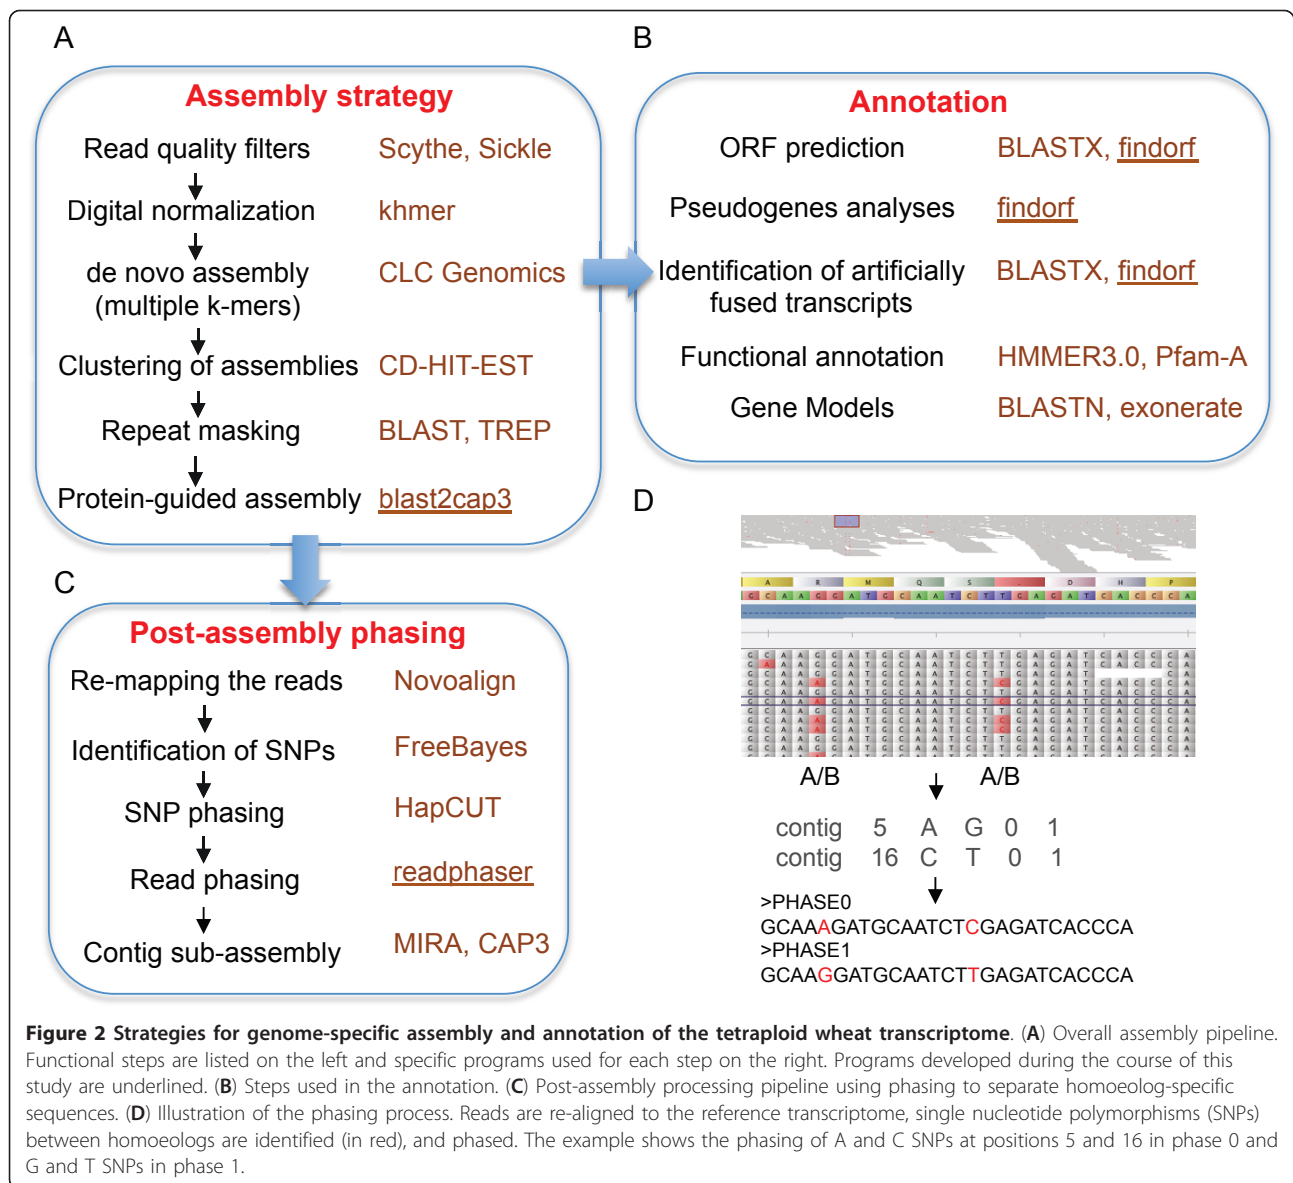 A
Assembly strategy
Read quality filters Scythe, Sickle
Digital normalization khmer
de novo assembly CLC Genomics
(multiple k-mers)
Clustering of assemblies CD-HIT-EST
Repeat masking BLAST, TREP
Protein-guided assembly blast2cap3
B
Annotation
ORF prediction BLASTX, findorf
Pseudogenes analyses findorf
Identification of artificially BLASTX, findorf
fused transcripts
Functional annotation HMMER3.0, Pfam-A
Gene Models BLASTN, exonerate
C
Post-assembly phasing
Re-mapping the reads Novoalign
Identification of SNPs FreeBayes
SNP phasing HapCUT
Read phasing readphaser
Contig sub-assembly MIRA, CAP3
D
A R M Q S D H P
G C A A G G A T G C A A T C T T G A G A T C A C C C A
A/B A/B
contig 5 A G 0 1
contig 16 C T 0 1
>PHASE0
GCAAAGATGCAATCTCGAGATCACCCA
>PHASE1
GCAAGGATGCAATCTTGAGATCACCCA
Figure 2 Strategies for genome-specific assembly and annotation of the tetraploid wheat transcriptome. (A) Overall assembly pipeline.
Functional steps are listed on the left and specific programs used for each step on the right. Programs developed during the course of this
study are underlined. (B) Steps used in the annotation. (C) Post-assembly processing pipeline using phasing to separate homoeolog-specific
sequences. (D) Illustration of the phasing process. Reads are re-aligned to the reference transcriptome, single nucleotide polymorphisms (SNPs)
between homoeologs are identified (in red), and phased. The example shows the phasing of A and C SNPs at positions 5 and 16 in phase 0 and
G and T SNPs in phase 1.